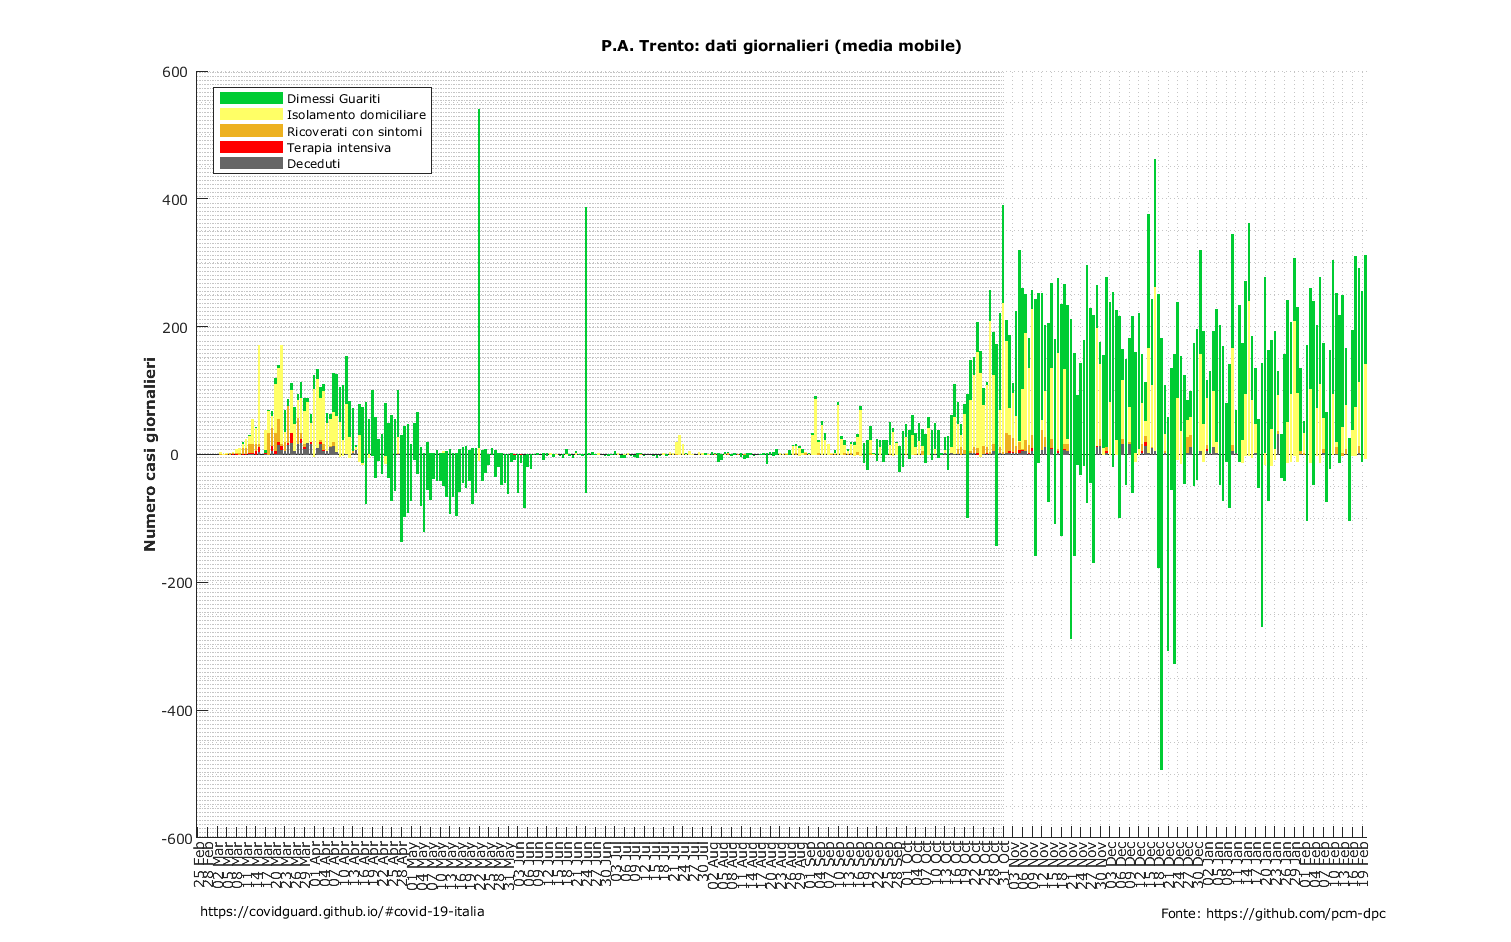 P.A. Trento: dati giornalieri (media mobile)
Dimessi Guariti
Isolamento domiciliare
Ricoverati con sintomi
Terapia intensiva
Deceduti
Numero casi giornalieri
600
400
200
0
-200
-400
-600
25 Feb
28 Feb
02 Mar
05 Mar
08 Mar
11 Mar
14 Mar
17 Mar
20 Mar
23 Mar
26 Mar
29 Mar
01 Apr
04 Apr
07 Apr
10 Apr
13 Apr
16 Apr
19 Apr
22 Apr
25 Apr
28 Apr
01 May
04 May
07 May
10 May
13 May
16 May
19 May
22 May
25 May
28 May
31 May
03 Jun
06 Jun
09 Jun
12 Jun
15 Jun
18 Jun
21 Jun
24 Jun
27 Jun
30 Jun
03 Jul
06 Jul
09 Jul
12 Jul
15 Jul
18 Jul
21 Jul
24 Jul
27 Jul
30 Jul
02 Aug
05 Aug
08 Aug
11 Aug
14 Aug
17 Aug
20 Aug
23 Aug
26 Aug
29 Aug
01 Sep
04 Sep
07 Sep
10 Sep
13 Sep
16 Sep
19 Sep
22 Sep
25 Sep
28 Sep
01 Oct
04 Oct
07 Oct
10 Oct
13 Oct
16 Oct
19 Oct
22 Oct
25 Oct
28 Oct
31 Oct
03 Nov
06 Nov
09 Nov
12 Nov
15 Nov
18 Nov
21 Nov
24 Nov
27 Nov
30 Nov
03 Dec
06 Dec
09 Dec
12 Dec
15 Dec
18 Dec
21 Dec
24 Dec
27 Dec
30 Dec
02 Jan
05 Jan
08 Jan
11 Jan
14 Jan
17 Jan
20 Jan
23 Jan
26 Jan
29 Jan
01 Feb
04 Feb
07 Feb
10 Feb
13 Feb
16 Feb
19 Feb
https://covidguard.github.io/#covid-19-italia
Fonte: https://github.com/pcm-dpc